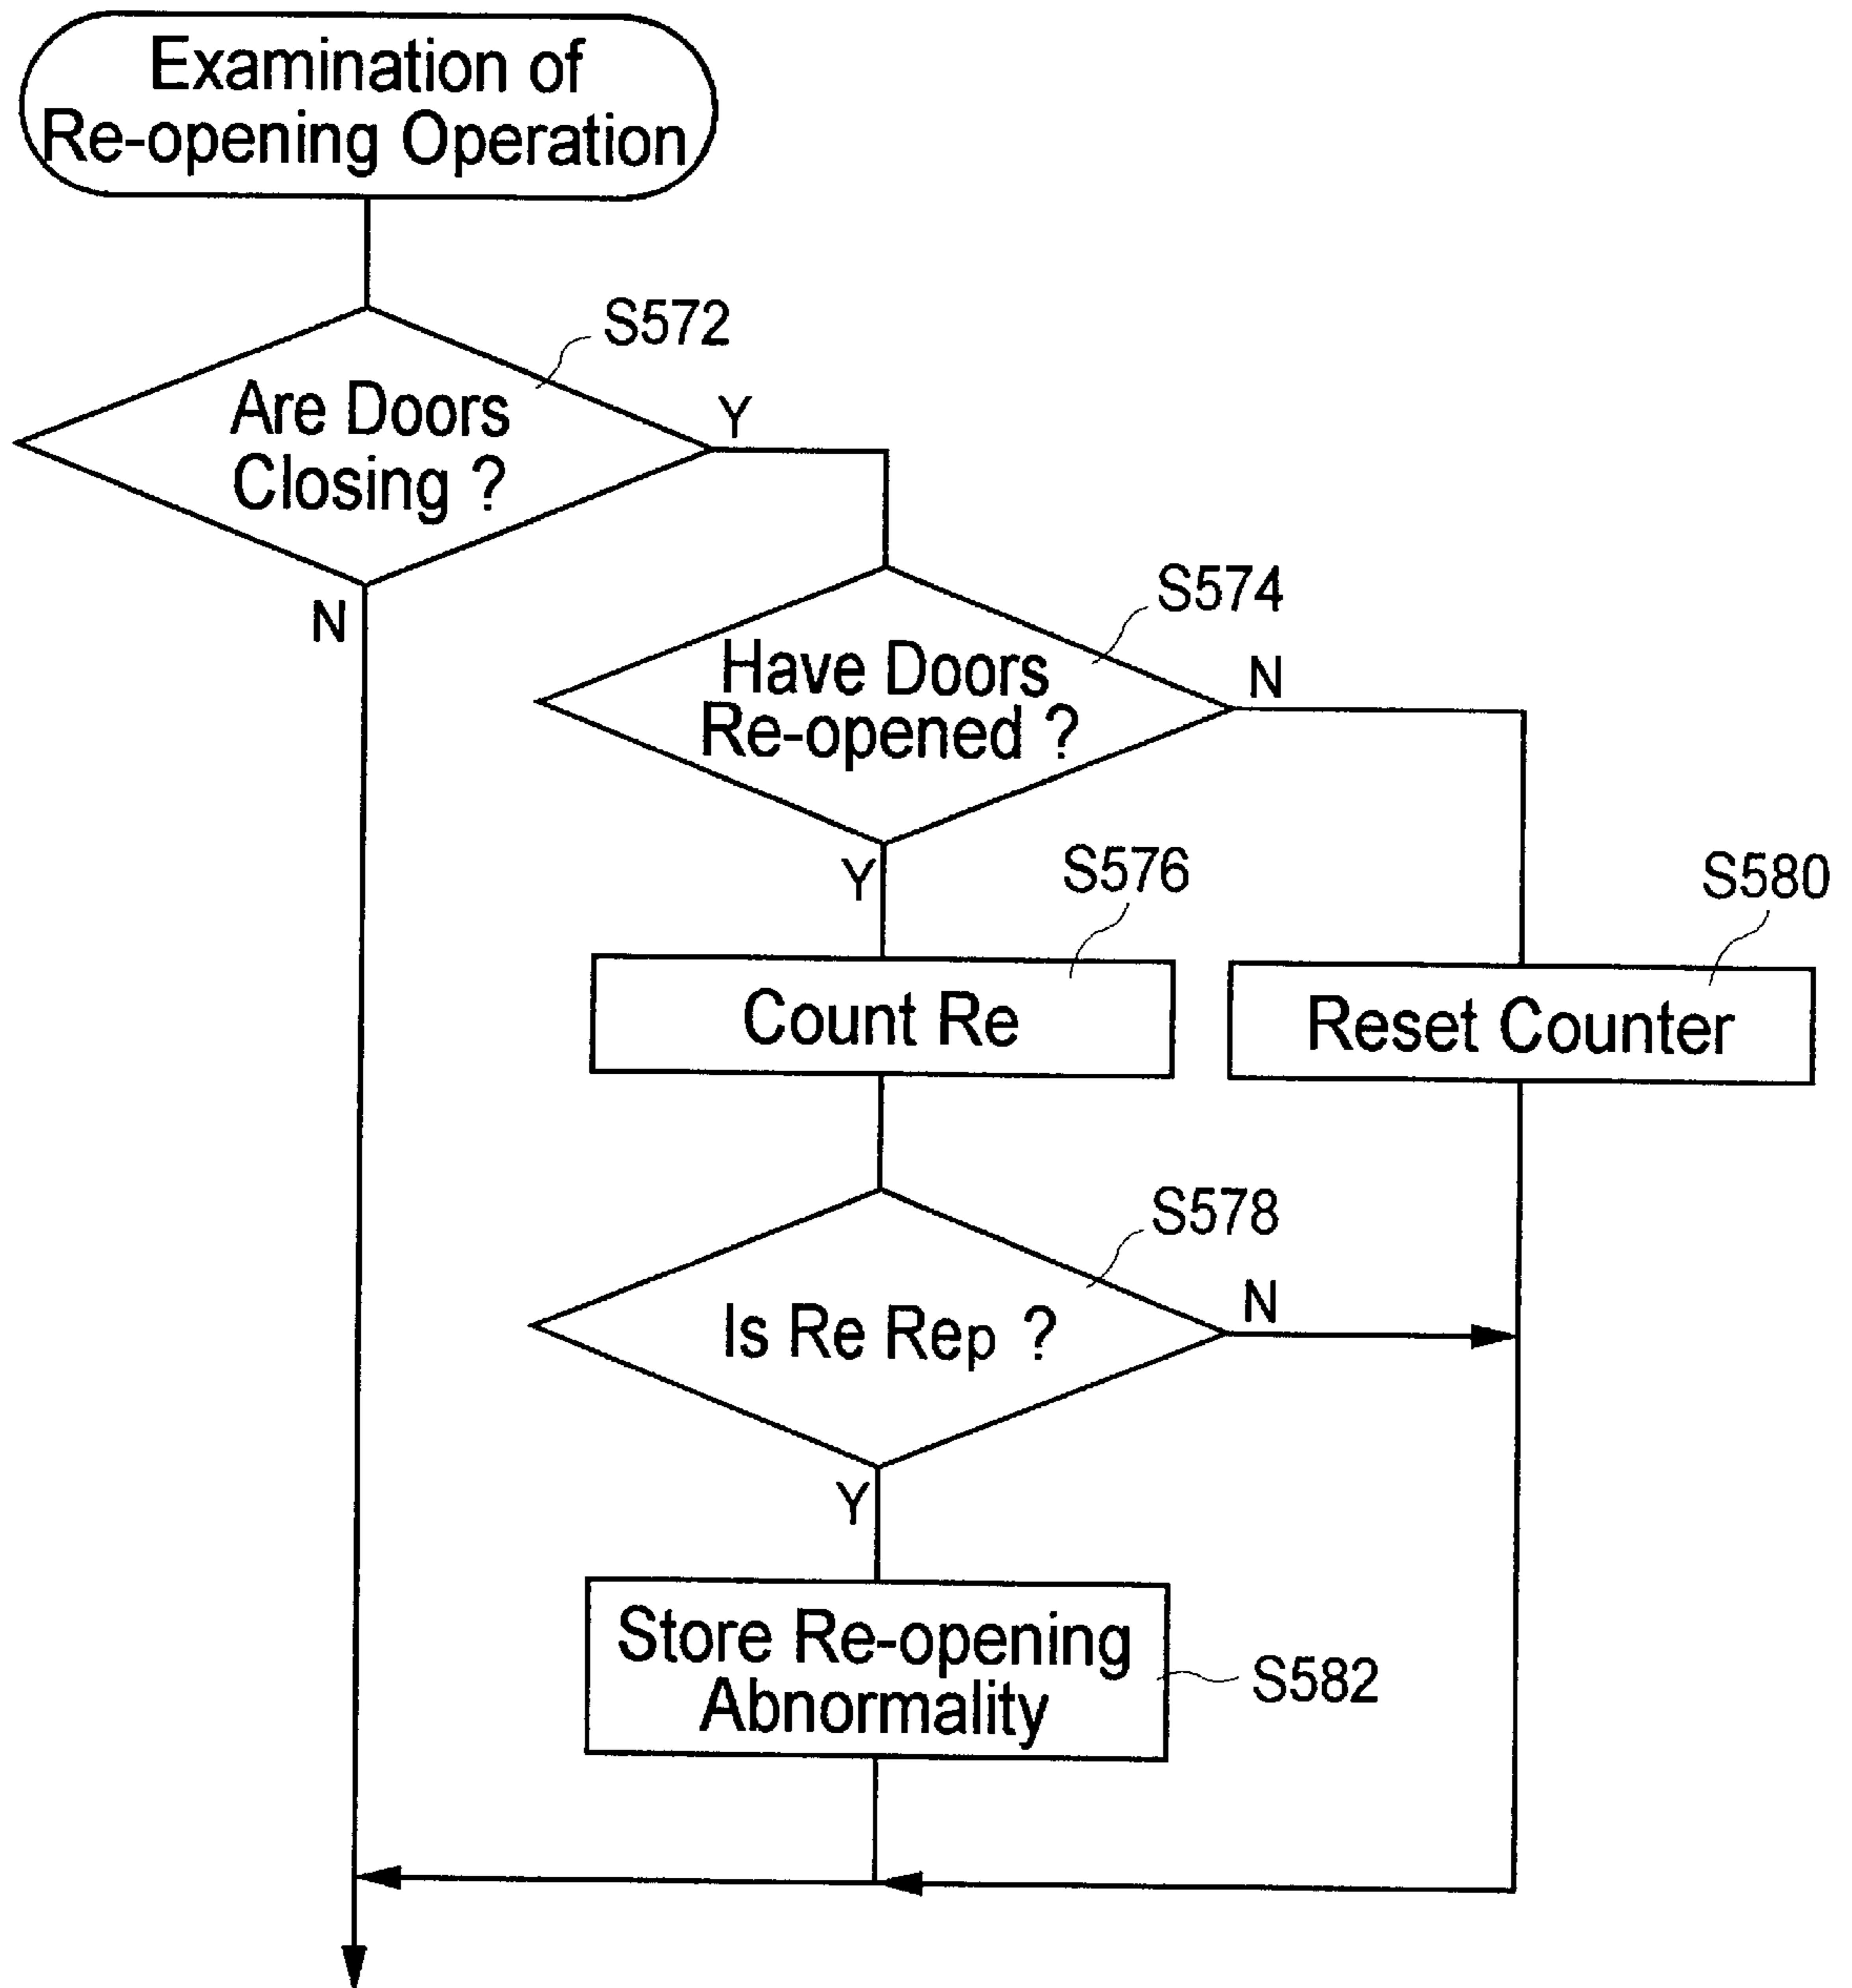 Examination of
Re-opening Operation
S572
Are Doors
Closing ?
Y
N
S574
Have Doors
Re-opened ?
N
Y
S576
Count Re
S580
Reset Counter
S578
Is Re Rep ?
N
Y
Store Re-opening
Abnormality
S582